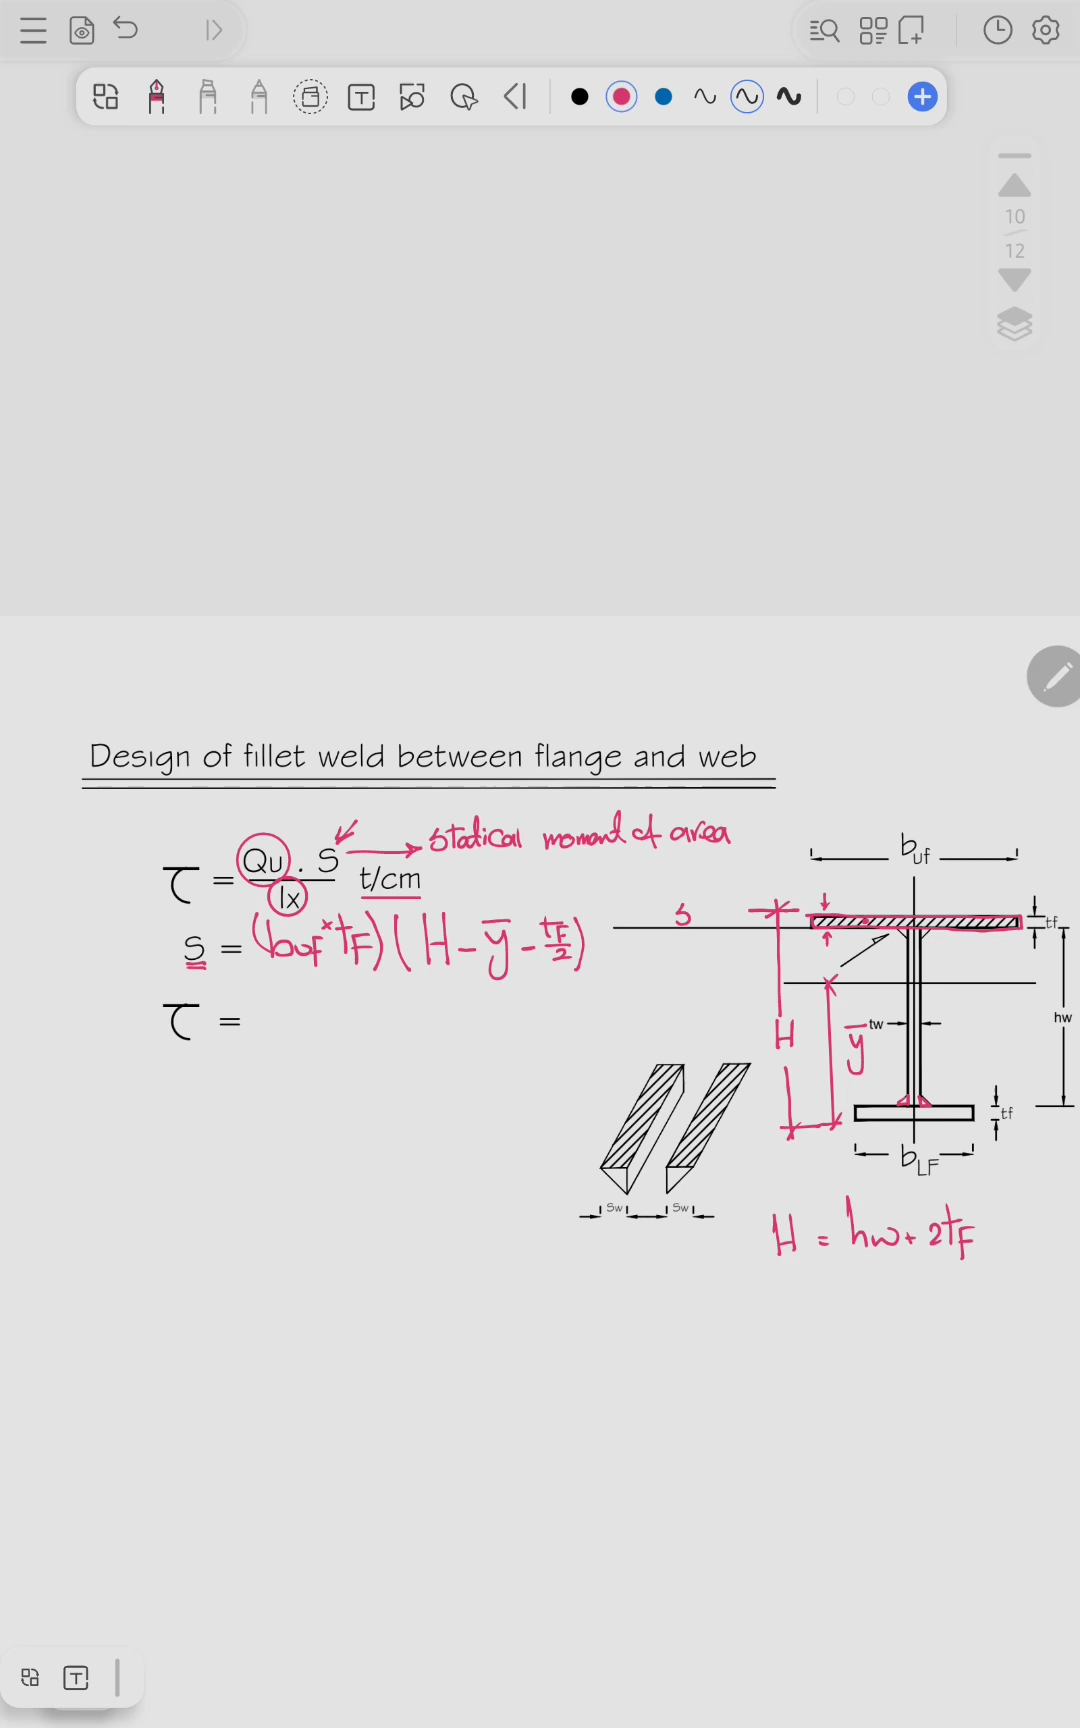 10
12
Design of fillet weld between flange and web
τ = Qu . S / Ix t/cm → statical moment of area
S = (buf × tF) (H - y̅ - tF/2)
τ =
S
buf
tf
hw
tw
H
y̅
tf
bLF
Sw Sw
H = hw + 2tF